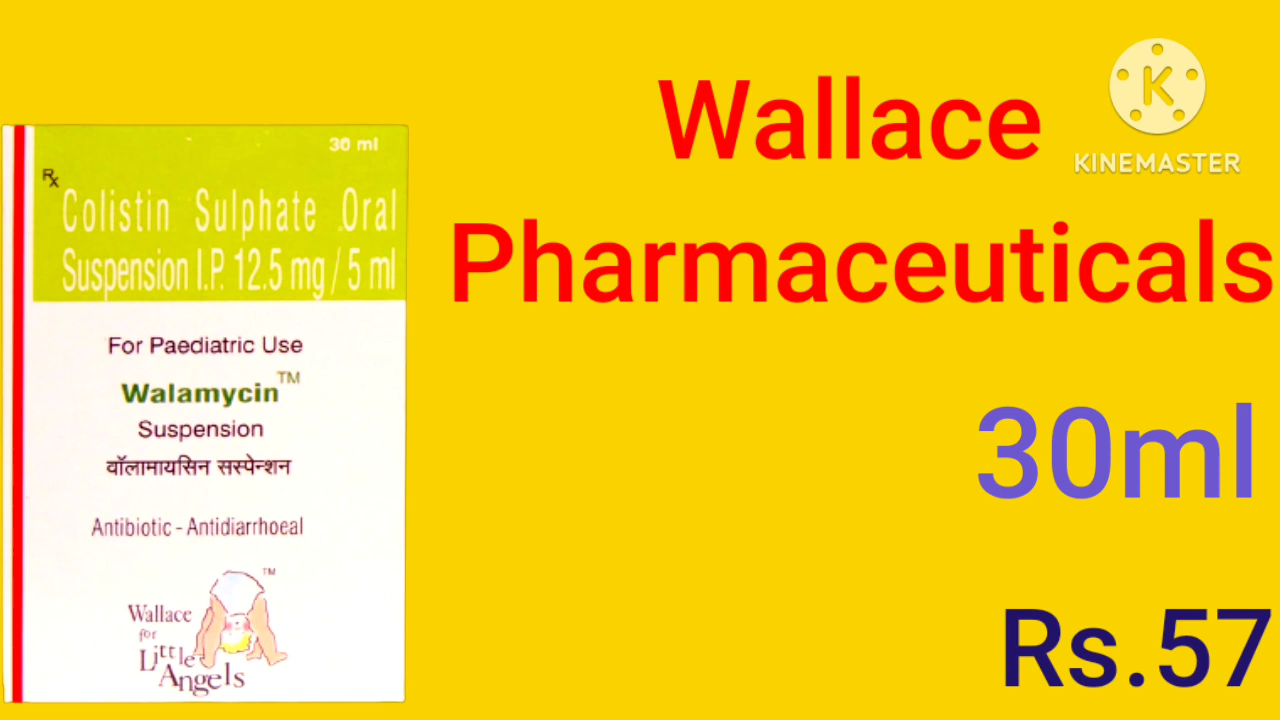 30 ml
Rx
Colistin Sulphate Oral
Suspension I.P. 12.5 mg / 5 ml
For Paediatric Use
Walamycin™
Suspension
वॉलामायसिन सस्पेन्शन
Antibiotic - Antidiarrhoeal
TM
Wallace
for
Little
Angels
Wallace
Pharmaceuticals
30ml
Rs.57
K
KINEMASTER